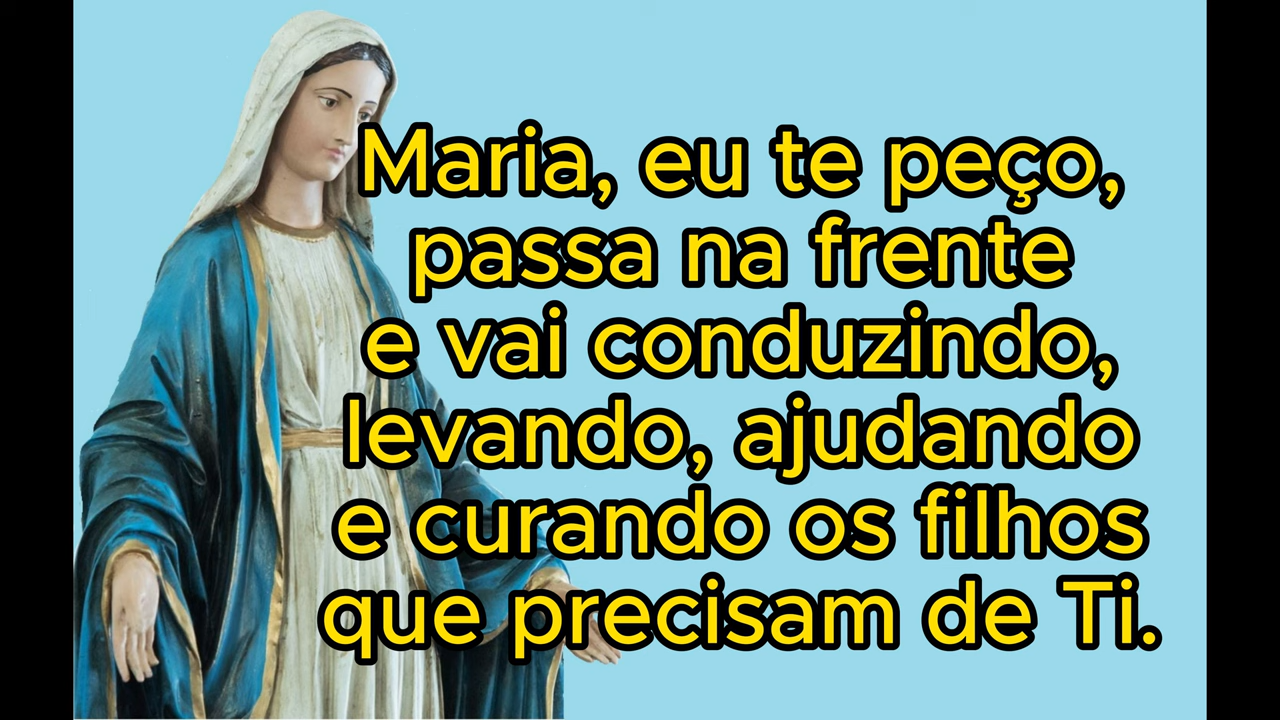 Maria, eu te peço,
passa na frente
e vai conduzindo,
levando, ajudando
e curando os filhos
que precisam de Ti.